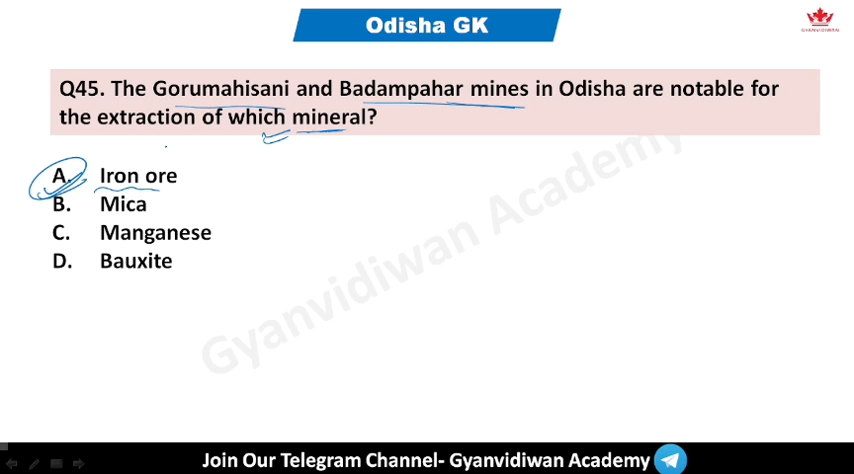 Odisha GK
GYANVIDIWAN
Q45. The Gorumahisani and Badampahar mines in Odisha are notable for
the extraction of which mineral?
A. Iron ore
B. Mica
C. Manganese
D. Bauxite
Gyanvidiwan Academy
Join Our Telegram Channel- Gyanvidiwan Academy